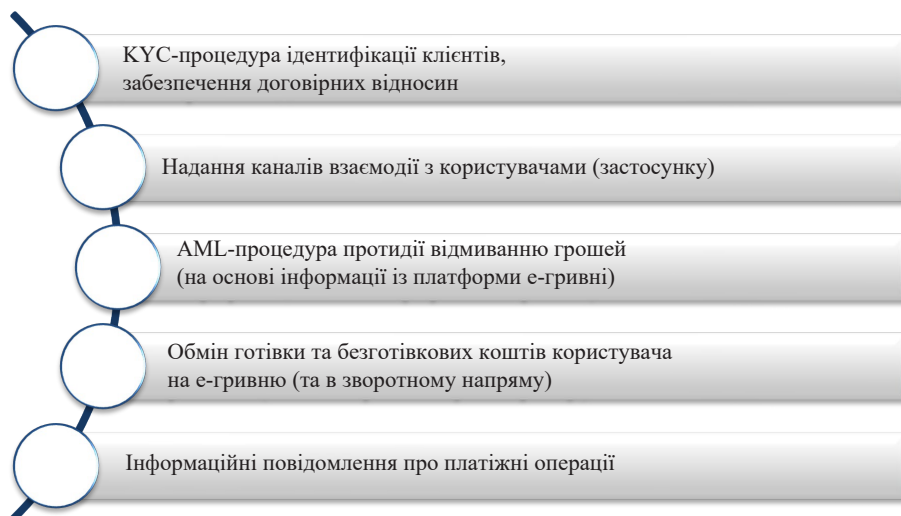 KYC-процедура ідентифікації клієнтів,
забезпечення договірних відносин
Надання каналів взаємодії з користувачами (застосунку)
AML-процедура протидії відмиванню грошей
(на основі інформації із платформи е-гривні)
Обмін готівки та безготівкових коштів користувача
на е-гривню (та в зворотному напряму)
Інформаційні повідомлення про платіжні операції